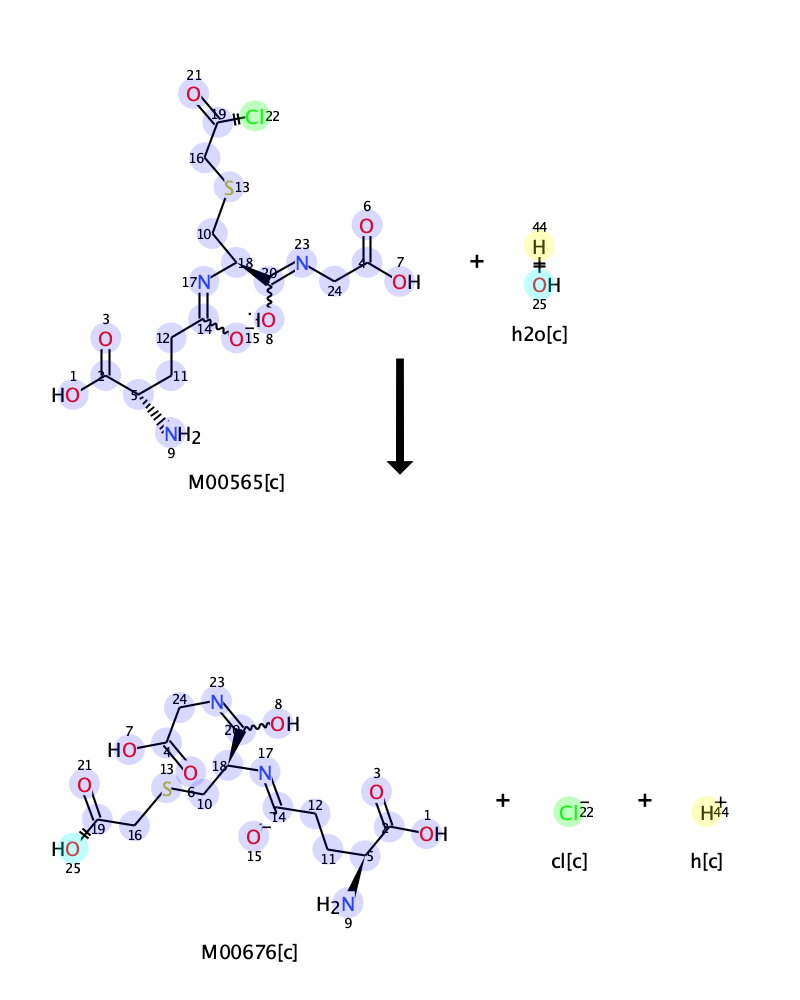 21
O
19
Cl 22
16
S 13
10
18
20
23
N
6
O
4
7
OH
24
17 N
HO
8
14
O 15
−
12
3
O
1
HO
2
5
11
NH2
9
M00565[c]
+
44
H
OH
25
h2o[c]
24
23
N
8
OH
20
7
HO
4
O
6
13
S
10
18
17
N
21
O
19
16
HO
25
14
O −
15
12
11
3
O
2
1
OH
5
H2N
9
M00676[c]
+
Cl −
22
cl[c]
+
H +
44
h[c]